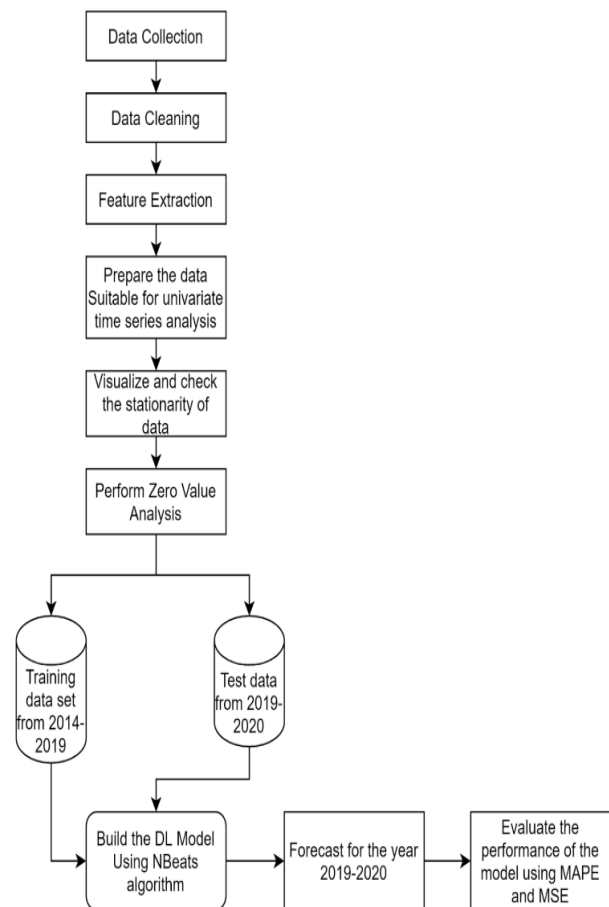 Data Collection
Data Cleaning
Feature Extraction
Prepare the data
Suitable for univariate
time series analysis
Visualize and check
the stationarity of
data
Perform Zero Value
Analysis
Training
data set
from 2014-
2019
Test data
from 2019-
2020
Build the DL Model
Using NBeats
algorithm
Forecast for the year
2019-2020
Evaluate the
performance of the
model using MAPE
and MSE